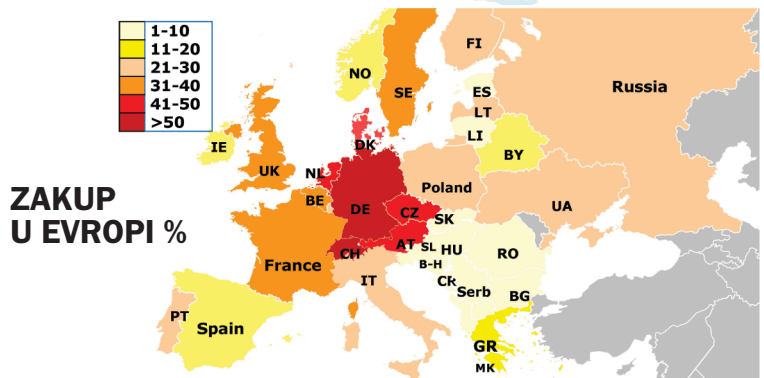 1-10
11-20
21-30
31-40
41-50
>50
ZAKUP
U EVROPI %
NO
SE
FI
Russia
ES
LT
LI
BY
DK
IE
UK
NL
BE
DE
Poland
UA
CZ
SK
France
CH
AT
SL
HU
RO
B-H
CR
Serb
BG
IT
PT
Spain
GR
MK